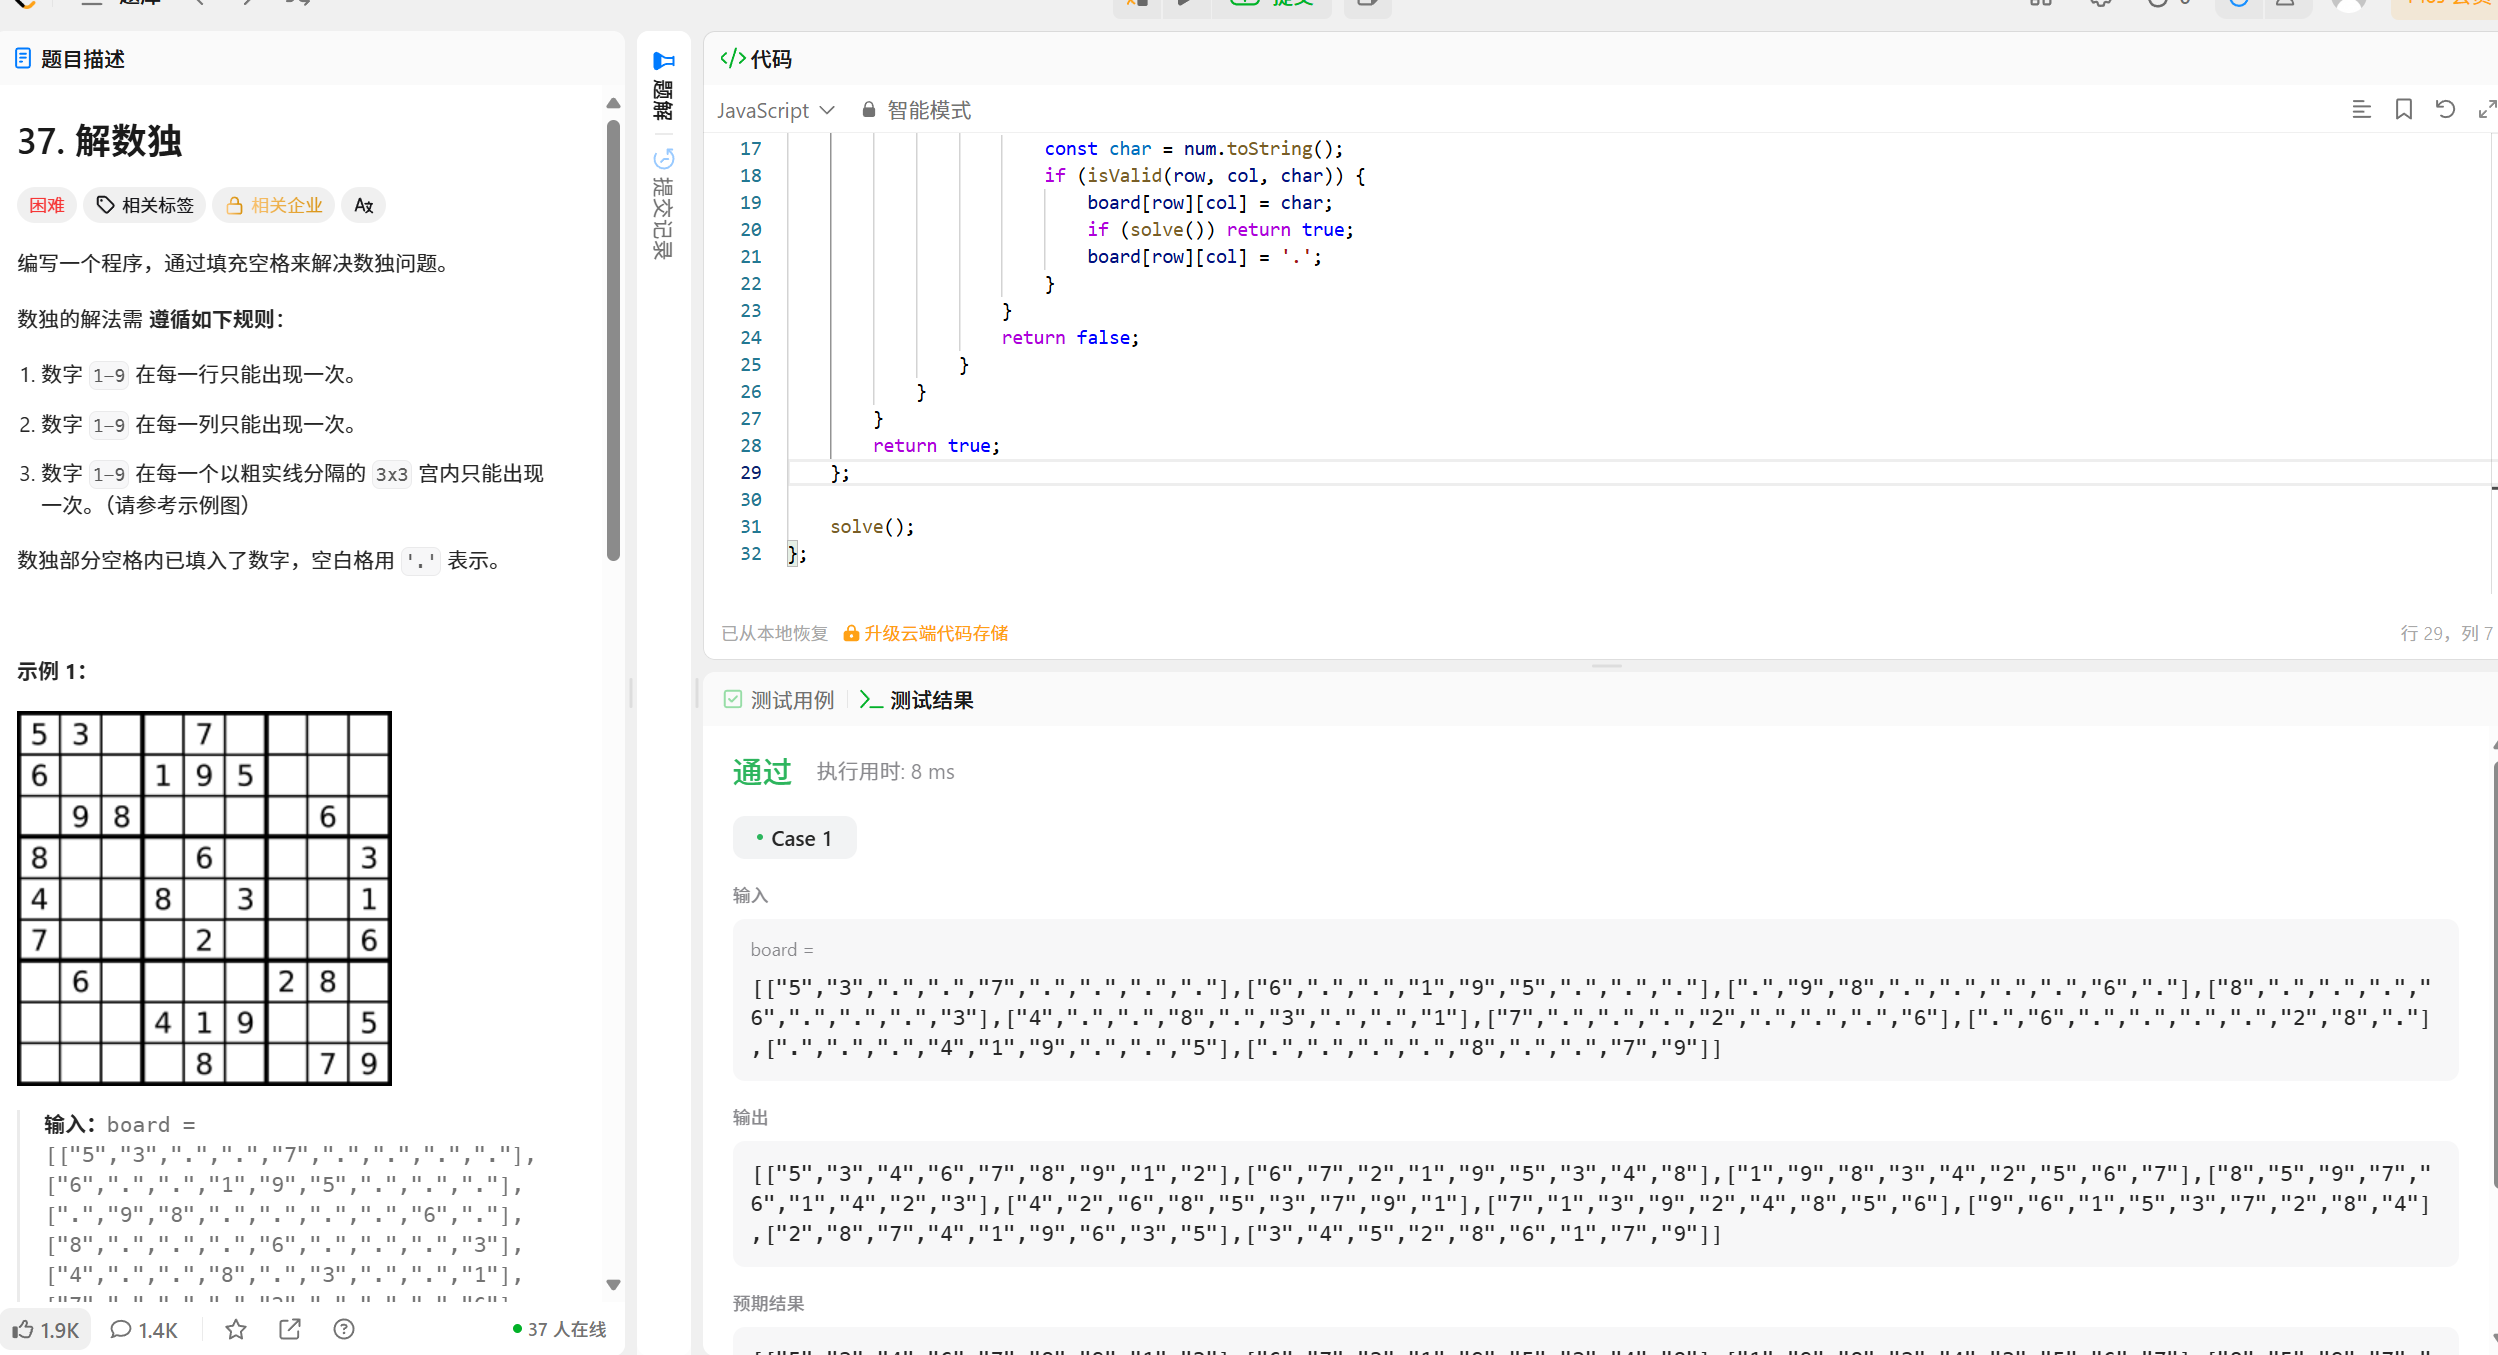 题目描述
37. 解数独
困难 相关标签 相关企业
编写一个程序，通过填充空格来解决数独问题。
数独的解法需 遵循如下规则：
1. 数字 1-9 在每一行只能出现一次。
2. 数字 1-9 在每一列只能出现一次。
3. 数字 1-9 在每一个以粗实线分隔的 3x3 宫内只能出现
一次。（请参考示例图）
数独部分空格内已填入了数字，空白格用 '.' 表示。
示例 1：
5 3 7
6 1 9 5
9 8 6
8 6 3
4 8 3 1
7 2 6
6 2 8
4 1 9 5
8 7 9
输入：board =
[["5","3",".",".","7",".",".",".","."],
["6",".",".","1","9","5",".",".","."],
[".","9","8",".",".",".",".","6","."],
["8",".",".",".","6",".",".",".","3"],
["4",".",".","8",".","3",".",".","1"],
1.9K 1.4K 37 人在线
题解
提交记录
代码
JavaScript 智能模式
17 const char = num.toString();
18 if (isValid(row, col, char)) {
19 board[row][col] = char;
20 if (solve()) return true;
21 board[row][col] = '.';
22 }
23 }
24 return false;
25 }
26 }
27 }
28 return true;
29 };
30
31 solve();
32 };
已从本地恢复 升级云端代码存储 行 29，列 7
测试用例 测试结果
通过 执行用时: 8 ms
Case 1
输入
board =
[["5","3",".",".","7",".",".",".","."],["6",".",".","1","9","5",".",".","."],[".","9","8",".",".",".",".","6","."],["8",".",".",".","
6",".",".",".","3"],["4",".",".","8",".","3",".",".","1"],["7",".",".",".","2",".",".",".","6"],[".","6",".",".",".",".","2","8","."]
,[".",".",".","4","1","9",".",".","5"],[".",".",".",".","8",".",".","7","9"]]
输出
[["5","3","4","6","7","8","9","1","2"],["6","7","2","1","9","5","3","4","8"],["1","9","8","3","4","2","5","6","7"],["8","5","9","7","
6","1","4","2","3"],["4","2","6","8","5","3","7","9","1"],["7","1","3","9","2","4","8","5","6"],["9","6","1","5","3","7","2","8","4"]
,["2","8","7","4","1","9","6","3","5"],["3","4","5","2","8","6","1","7","9"]]
预期结果